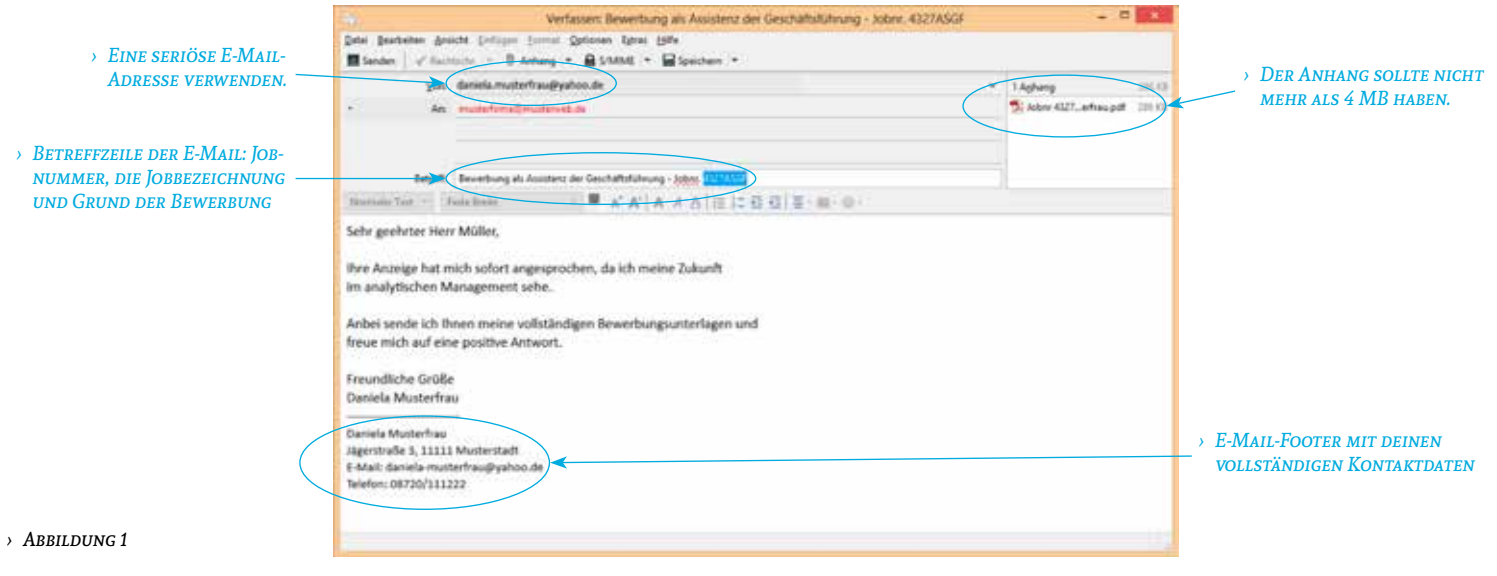 Verfassen: Bewerbung als Assistenz der Geschäftsführung - Jobnr. 4327ASGF
Datei Bearbeiten Ansicht Einfügen Format Optionen Extras Hilfe
Senden Rechtschr. Anhang S/MIME Speichern
› Eine seriöse E-Mail-
Adresse verwenden.
daniela.musterfrau@yahoo.de
An: musterfirma@musterweb.de
1 Anhang
Jobnr 4327...erfrau.pdf
› Der Anhang sollte nicht
mehr als 4 MB haben.
› Betreffzeile der E-Mail: Job-
nummer, die Jobbezeichnung
und Grund der Bewerbung
Bewerbung als Assistenz der Geschäftsführung - Jobnr. 4327ASGF
Normaler Text Feste Breite
Sehr geehrter Herr Müller,
Ihre Anzeige hat mich sofort angesprochen, da ich meine Zukunft
im analytischen Management sehe.
Anbei sende ich Ihnen meine vollständigen Bewerbungsunterlagen und
freue mich auf eine positive Antwort.
Freundliche Grüße
Daniela Musterfrau
Daniela Musterfrau
Jägerstraße 3, 11111 Musterstadt
E-Mail: daniela-musterfrau@yahoo.de
Telefon: 08720/111222
› E-Mail-Footer mit deinen
vollständigen Kontaktdaten
› Abbildung 1